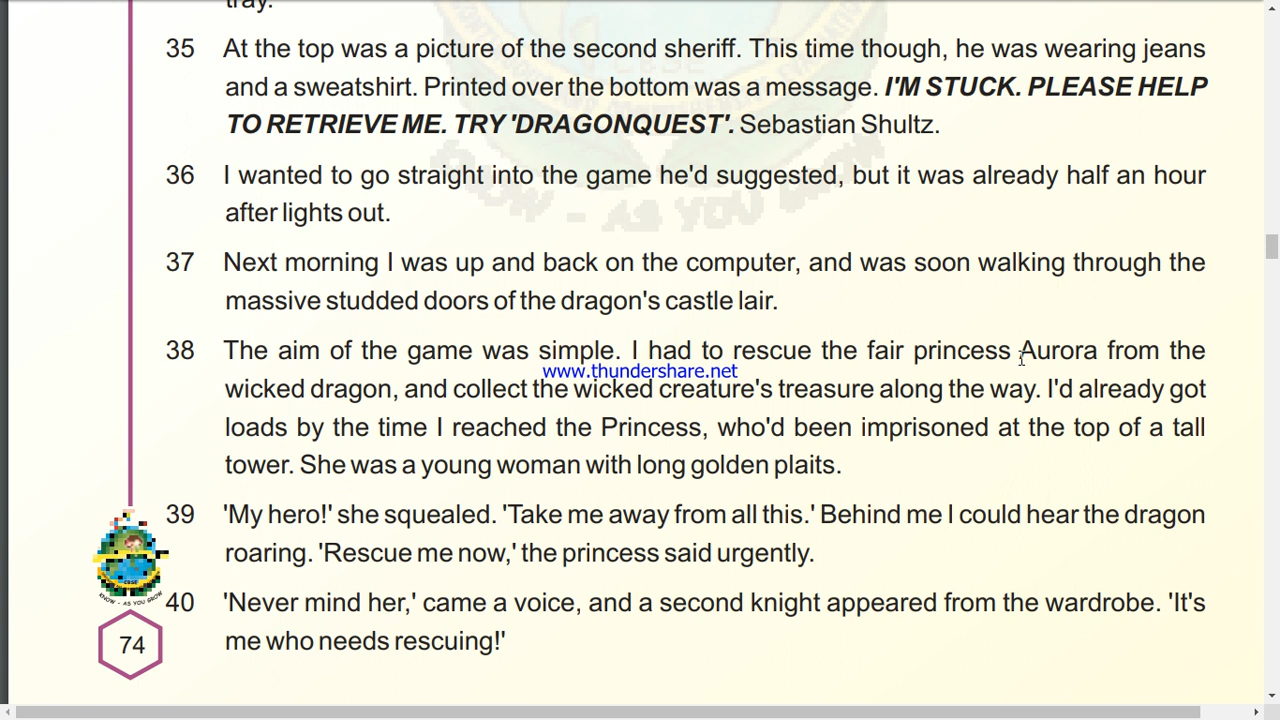 tray.
35 At the top was a picture of the second sheriff. This time though, he was wearing jeans
and a sweatshirt. Printed over the bottom was a message. I'M STUCK. PLEASE HELP
TO RETRIEVE ME. TRY 'DRAGONQUEST'. Sebastian Shultz.
36 I wanted to go straight into the game he'd suggested, but it was already half an hour
after lights out.
37 Next morning I was up and back on the computer, and was soon walking through the
massive studded doors of the dragon's castle lair.
38 The aim of the game was simple. I had to rescue the fair princess Aurora from the
www.thundershare.net
wicked dragon, and collect the wicked creature's treasure along the way. I'd already got
loads by the time I reached the Princess, who'd been imprisoned at the top of a tall
tower. She was a young woman with long golden plaits.
39 'My hero!' she squealed. 'Take me away from all this.' Behind me I could hear the dragon
roaring. 'Rescue me now,' the princess said urgently.
40 'Never mind her,' came a voice, and a second knight appeared from the wardrobe. 'It's
me who needs rescuing!'
CBSE
KNOW - AS YOU GROW
74